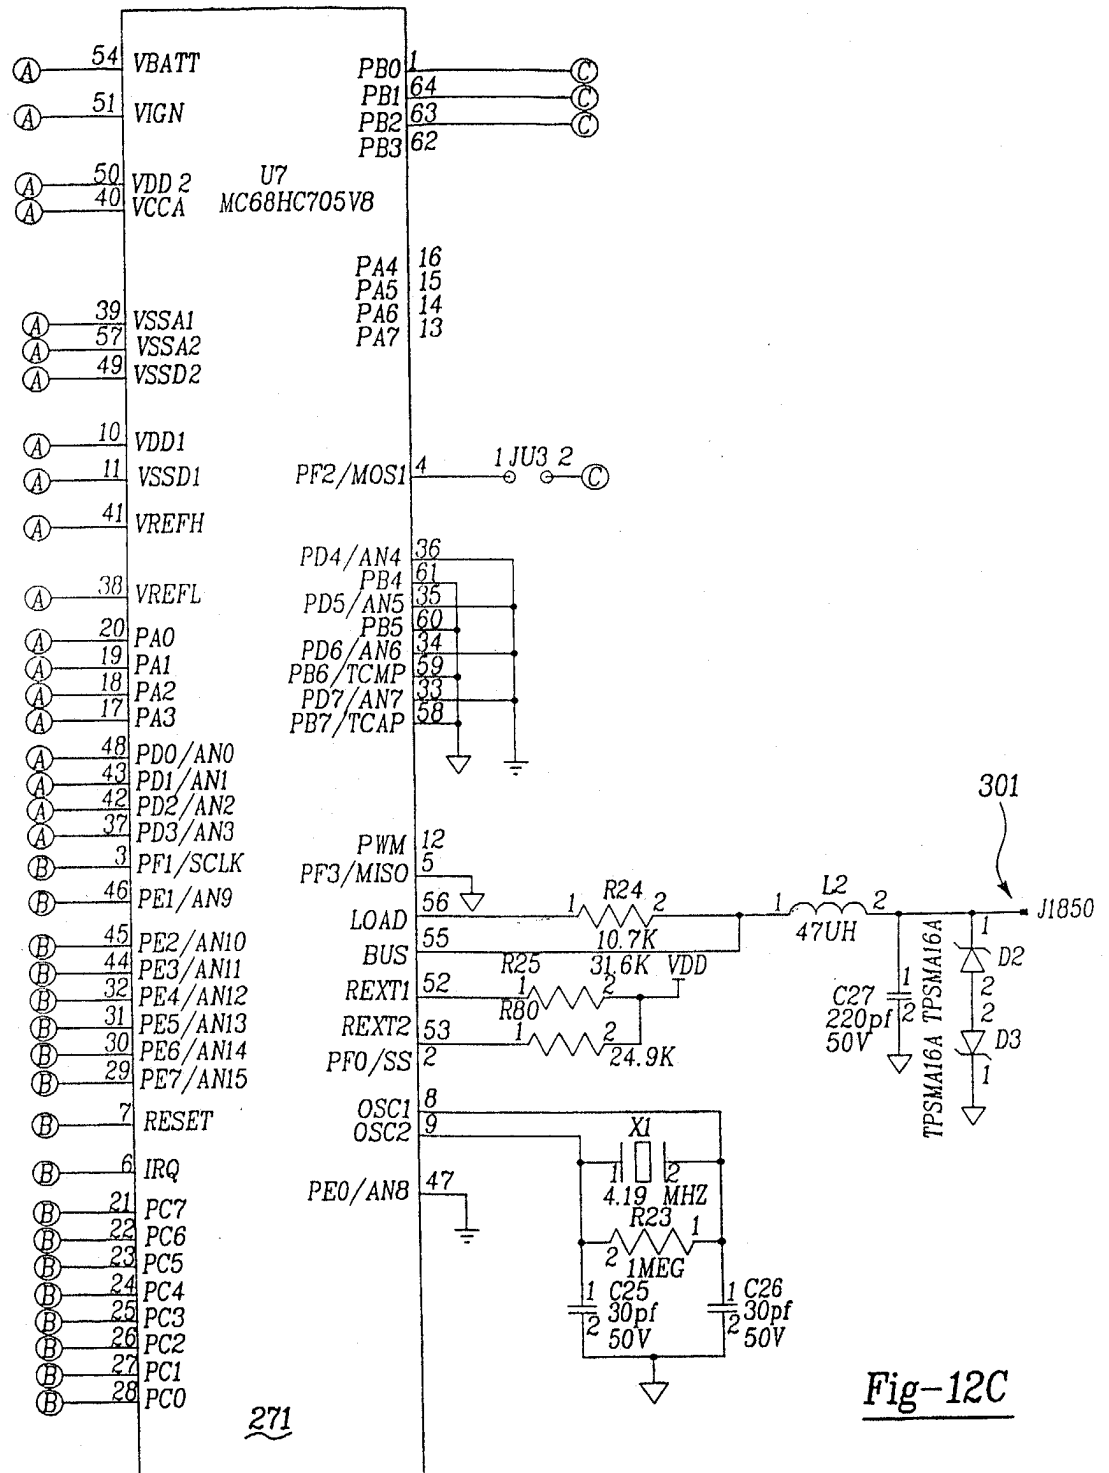 A 54 VBATT
A 51 VIGN
A 50 VDD 2
A 40 VCCA
A 39 VSSA1
A 57 VSSA2
A 49 VSSD2
A 10 VDD1
A 11 VSSD1
A 41 VREFH
A 38 VREFL
A 20 PA0
A 19 PA1
A 18 PA2
A 17 PA3
A 48 PD0/AN0
A 43 PD1/AN1
A 42 PD2/AN2
A 37 PD3/AN3
B 3 PF1/SCLK
B 46 PE1/AN9
B 45 PE2/AN10
B 44 PE3/AN11
B 32 PE4/AN12
B 31 PE5/AN13
B 30 PE6/AN14
B 29 PE7/AN15
B 7 RESET
B 6 IRQ
B 21 PC7
B 22 PC6
B 23 PC5
B 24 PC4
B 25 PC3
B 26 PC2
B 27 PC1
B 28 PC0
U7
MC68HC705V8
271
PB0 1 C
PB1 64 C
PB2 63 C
PB3 62
PA4 16
PA5 15
PA6 14
PA7 13
PF2/MOS1 4 1 JU3 2 C
PD4/AN4 36
PB4 61
PD5/AN5 35
PB5 60
PD6/AN6 34
PB6/TCMP 59
PD7/AN7 33
PB7/TCAP 58
PWM 12
PF3/MISO 5
LOAD 56
BUS 55
REXT1 52
REXT2 53
PF0/SS 2
OSC1 8
OSC2 9
PE0/AN8 47
1 R24 2
10.7K
31.6K
R25
1 2 VDD
R80
1 2
24.9K
1 L2 2
47UH
301
J1850
1 D2
2
2
D3
1
TPSMA16A TPSMA16A
1
C27 2
220pf
50V
X1
1 2
4.19 MHZ
R23
2 1
1MEG
1 C25
30pf
2 50V
1 C26
2 30pf
50V
Fig-12C